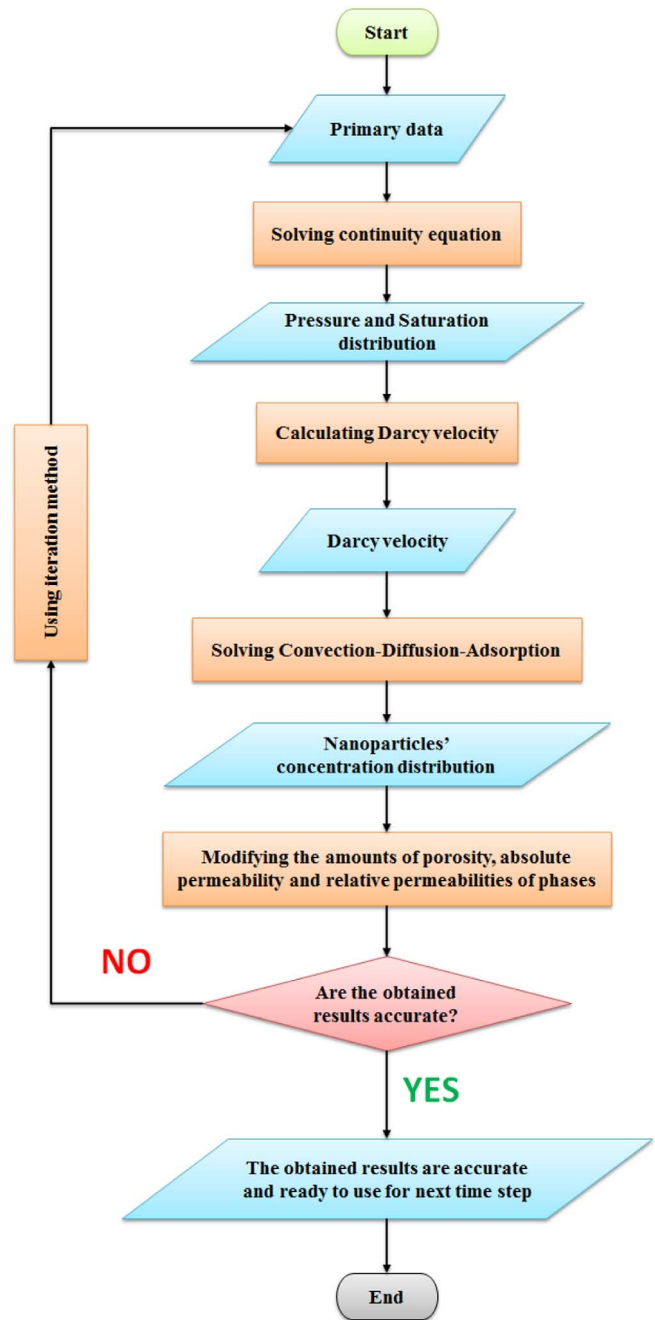 Start
Primary data
Solving continuity equation
Pressure and Saturation
distribution
Calculating Darcy velocity
Darcy velocity
Using iteration method
Solving Convection-Diffusion-Adsorption
Nanoparticles'
concentration distribution
Modifying the amounts of porosity, absolute
permeability and relative permeabilities of phases
NO
Are the obtained
results accurate?
YES
The obtained results are accurate
and ready to use for next time step
End